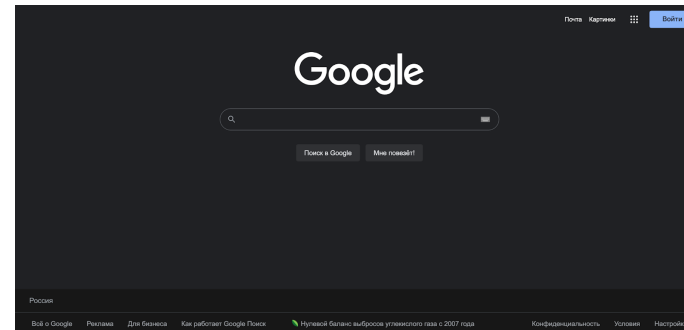 Почта Картинки Войти
Google
Поиск в Google Мне повезёт!
Россия
Всё о Google Реклама Для бизнеса Как работает Google Поиск Нулевой баланс выбросов углекислого газа с 2007 года Конфиденциальность Условия Настройк